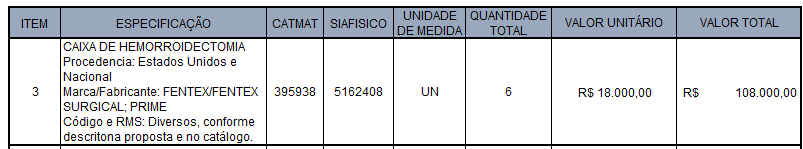 ITEM ESPECIFICAÇÃO CATMAT SIAFISICO UNIDADE DE MEDIDA QUANTIDADE TOTAL VALOR UNITÁRIO VALOR TOTAL
CAIXA DE HEMORROIDECTOMIA
Procedencia: Estados Unidos e
Nacional
3 Marca/Fabricante: FENTEX/FENTEX 395938 5162408 UN 6 R$ 18.000,00 R$ 108.000,00
SURGICAL; PRIME
Código e RMS: Diversos, conforme
descritona proposta e no catálogo.